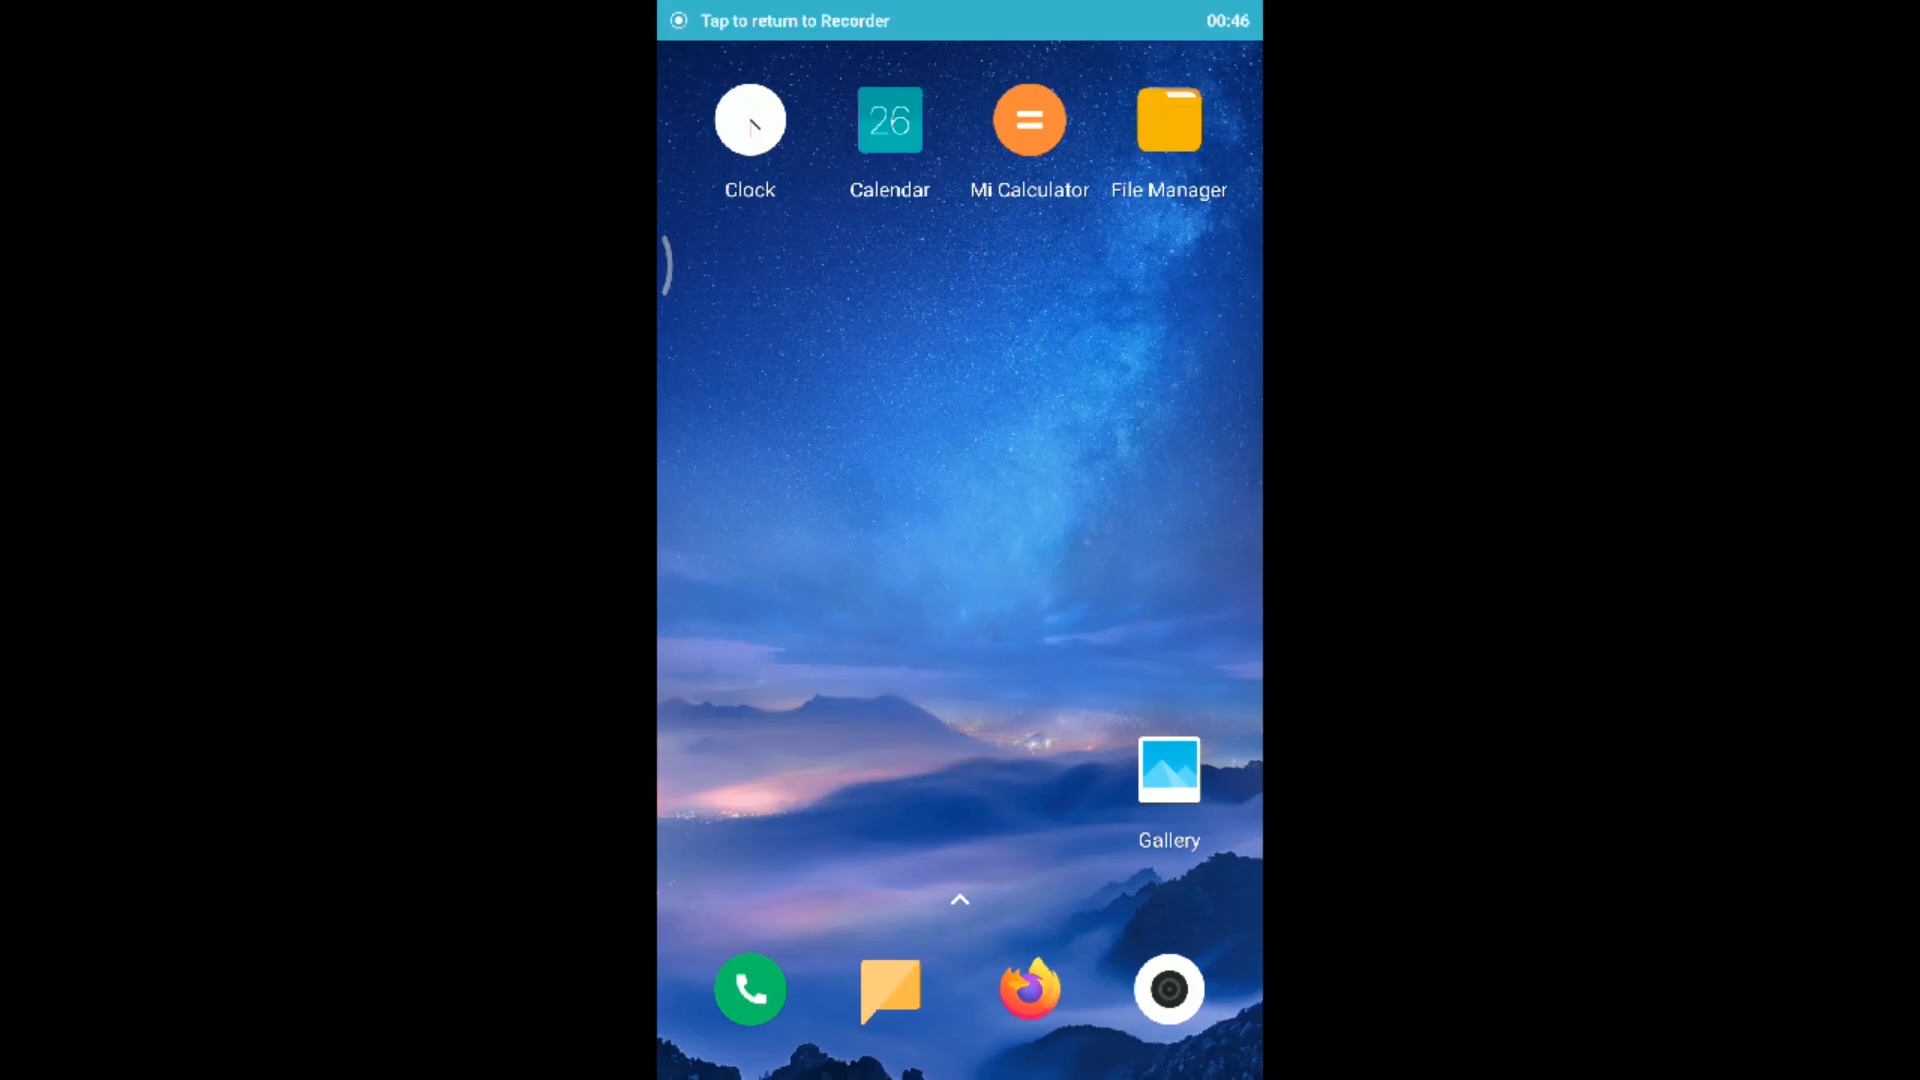 Tap to return to Recorder 00:46
26
Clock Calendar Mi Calculator File Manager
Gallery